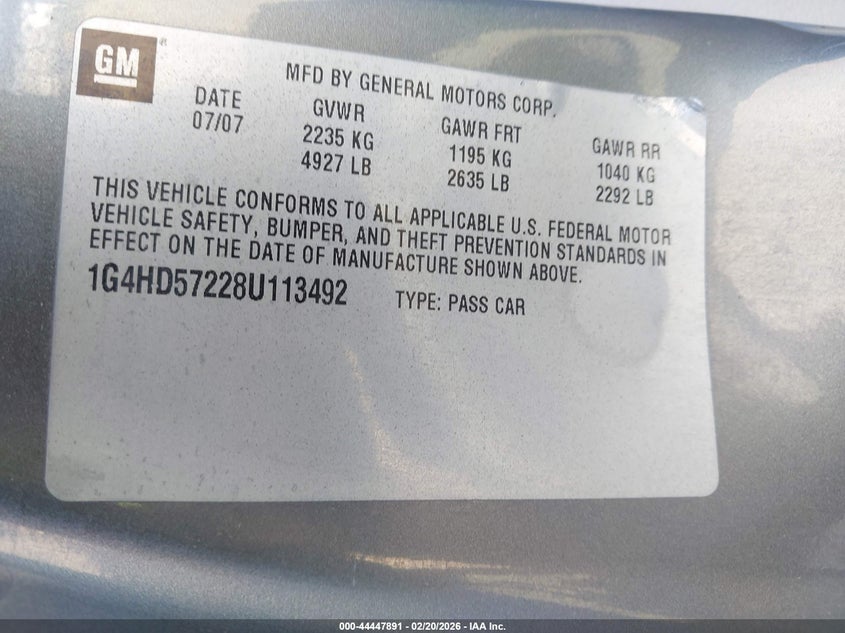 GM ®
MFD BY GENERAL MOTORS CORP.
DATE GVWR GAWR FRT GAWR RR
07/07 2235 KG 1195 KG 1040 KG
4927 LB 2635 LB 2292 LB
THIS VEHICLE CONFORMS TO ALL APPLICABLE U.S. FEDERAL MOTOR
VEHICLE SAFETY, BUMPER, AND THEFT PREVENTION STANDARDS IN
EFFECT ON THE DATE OF MANUFACTURE SHOWN ABOVE.
1G4HD57228U113492 TYPE: PASS CAR
000-44447891 - 02/20/2026 - IAA Inc.